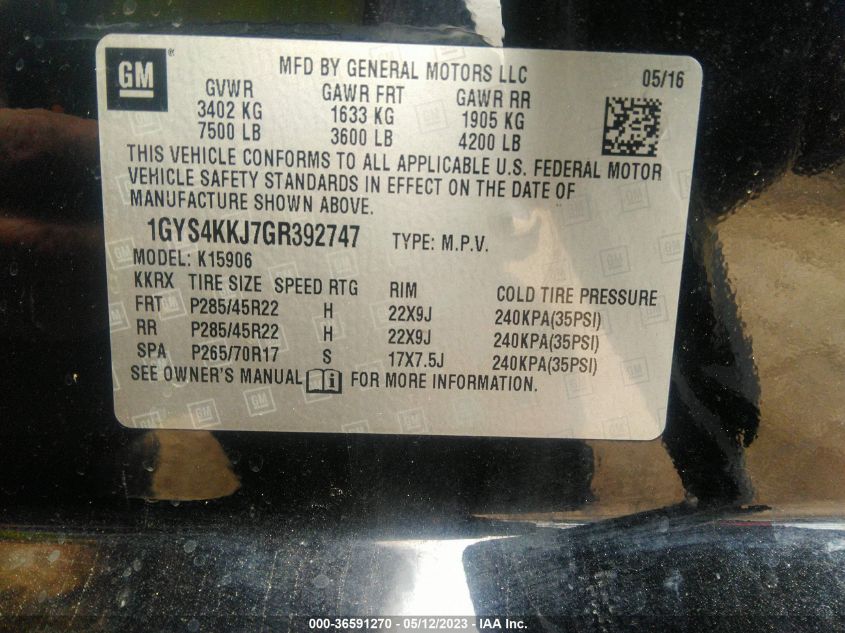 GM ®
MFD BY GENERAL MOTORS LLC 05/16
GVWR GAWR FRT GAWR RR
3402 KG 1633 KG 1905 KG
7500 LB 3600 LB 4200 LB
THIS VEHICLE CONFORMS TO ALL APPLICABLE U.S. FEDERAL MOTOR
VEHICLE SAFETY STANDARDS IN EFFECT ON THE DATE OF
MANUFACTURE SHOWN ABOVE.
1GYS4KKJ7GR392747 TYPE: M.P.V.
MODEL: K15906
KKRX TIRE SIZE SPEED RTG RIM COLD TIRE PRESSURE
FRT P285/45R22 H 22X9J 240KPA(35PSI)
RR P285/45R22 H 22X9J 240KPA(35PSI)
SPA P265/70R17 S 17X7.5J 240KPA(35PSI)
SEE OWNER'S MANUAL FOR MORE INFORMATION.
000-36591270 - 05/12/2023 - IAA Inc.